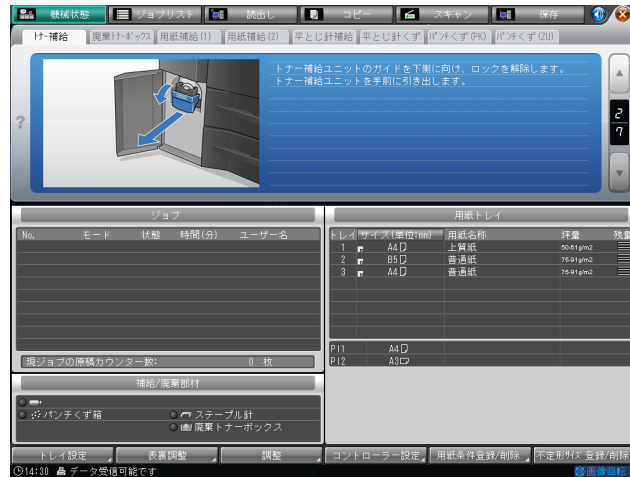 機械状態 ジョブリスト 読出し コピー スキャン 保存
ﾄﾅｰ補給 廃棄ﾄﾅｰﾎﾞｯｸｽ 用紙補給(1) 用紙補給(2) 平とじ針補給 平とじ針くず ﾊﾟﾝﾁくず(PK) ﾊﾟﾝﾁくず(ZU)
トナー補給ユニットのガイドを下側に向け、ロックを解除します。
トナー補給ユニットを手前に引き出します。
?
2
7
ジョブ
No. モード 状態 時間(分) ユーザー名
現ジョブの原稿カウンター数: 0 枚
補給/廃棄部材
パンチくず箱 ステープル針
廃棄トナーボックス
用紙トレイ
トレイ サイズ(単位:mm) 用紙名称 坪量 残量
1 A4 上質紙 60-81g/m2
2 B5 普通紙 75-91g/m2
3 A4 普通紙 75-91g/m2
PI1 A4
PI2 A3
トレイ設定 表裏調整 調整 コントローラー設定 用紙条件登録/削除 不定形ｻｲｽﾞ登録/削除
14:30 データ受信可能です 画像回転